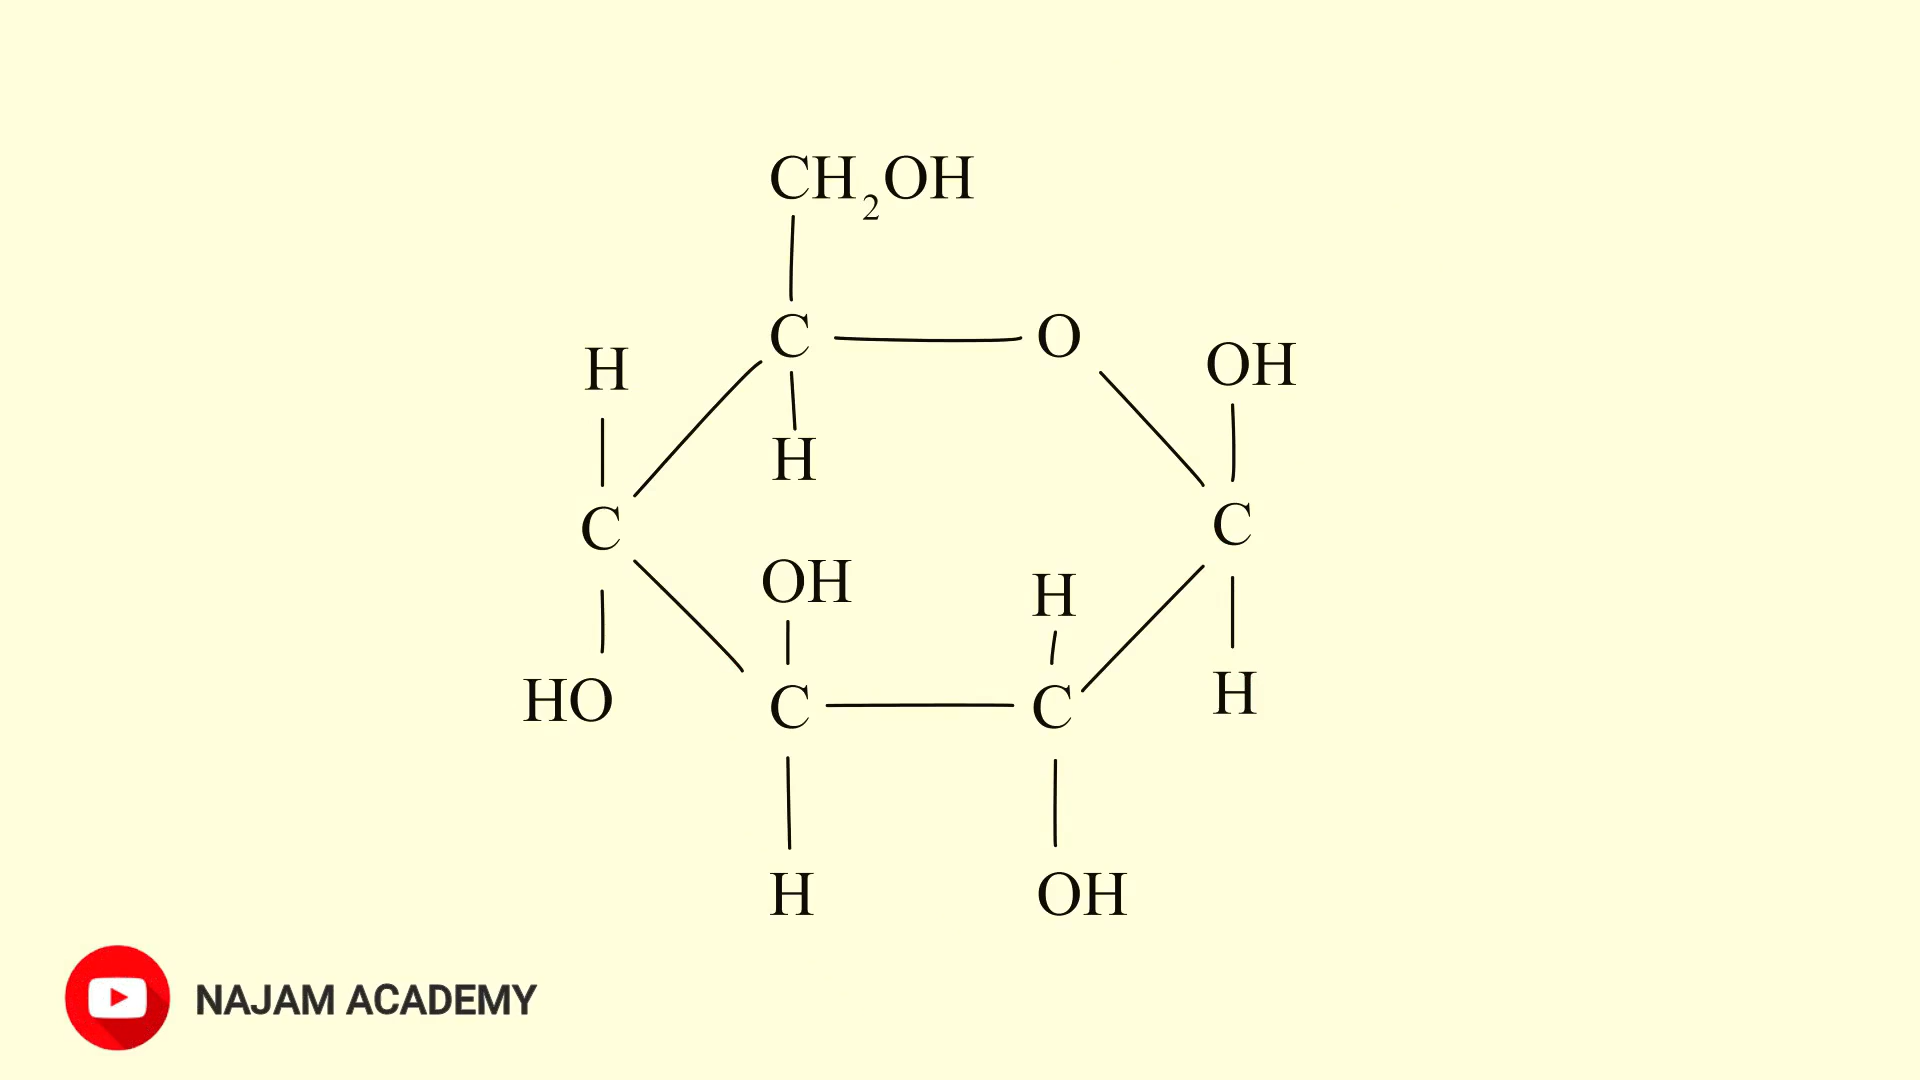 CH₂OH
C O
H OH
H
C C
OH H
HO H
C C
H OH
NAJAM ACADEMY